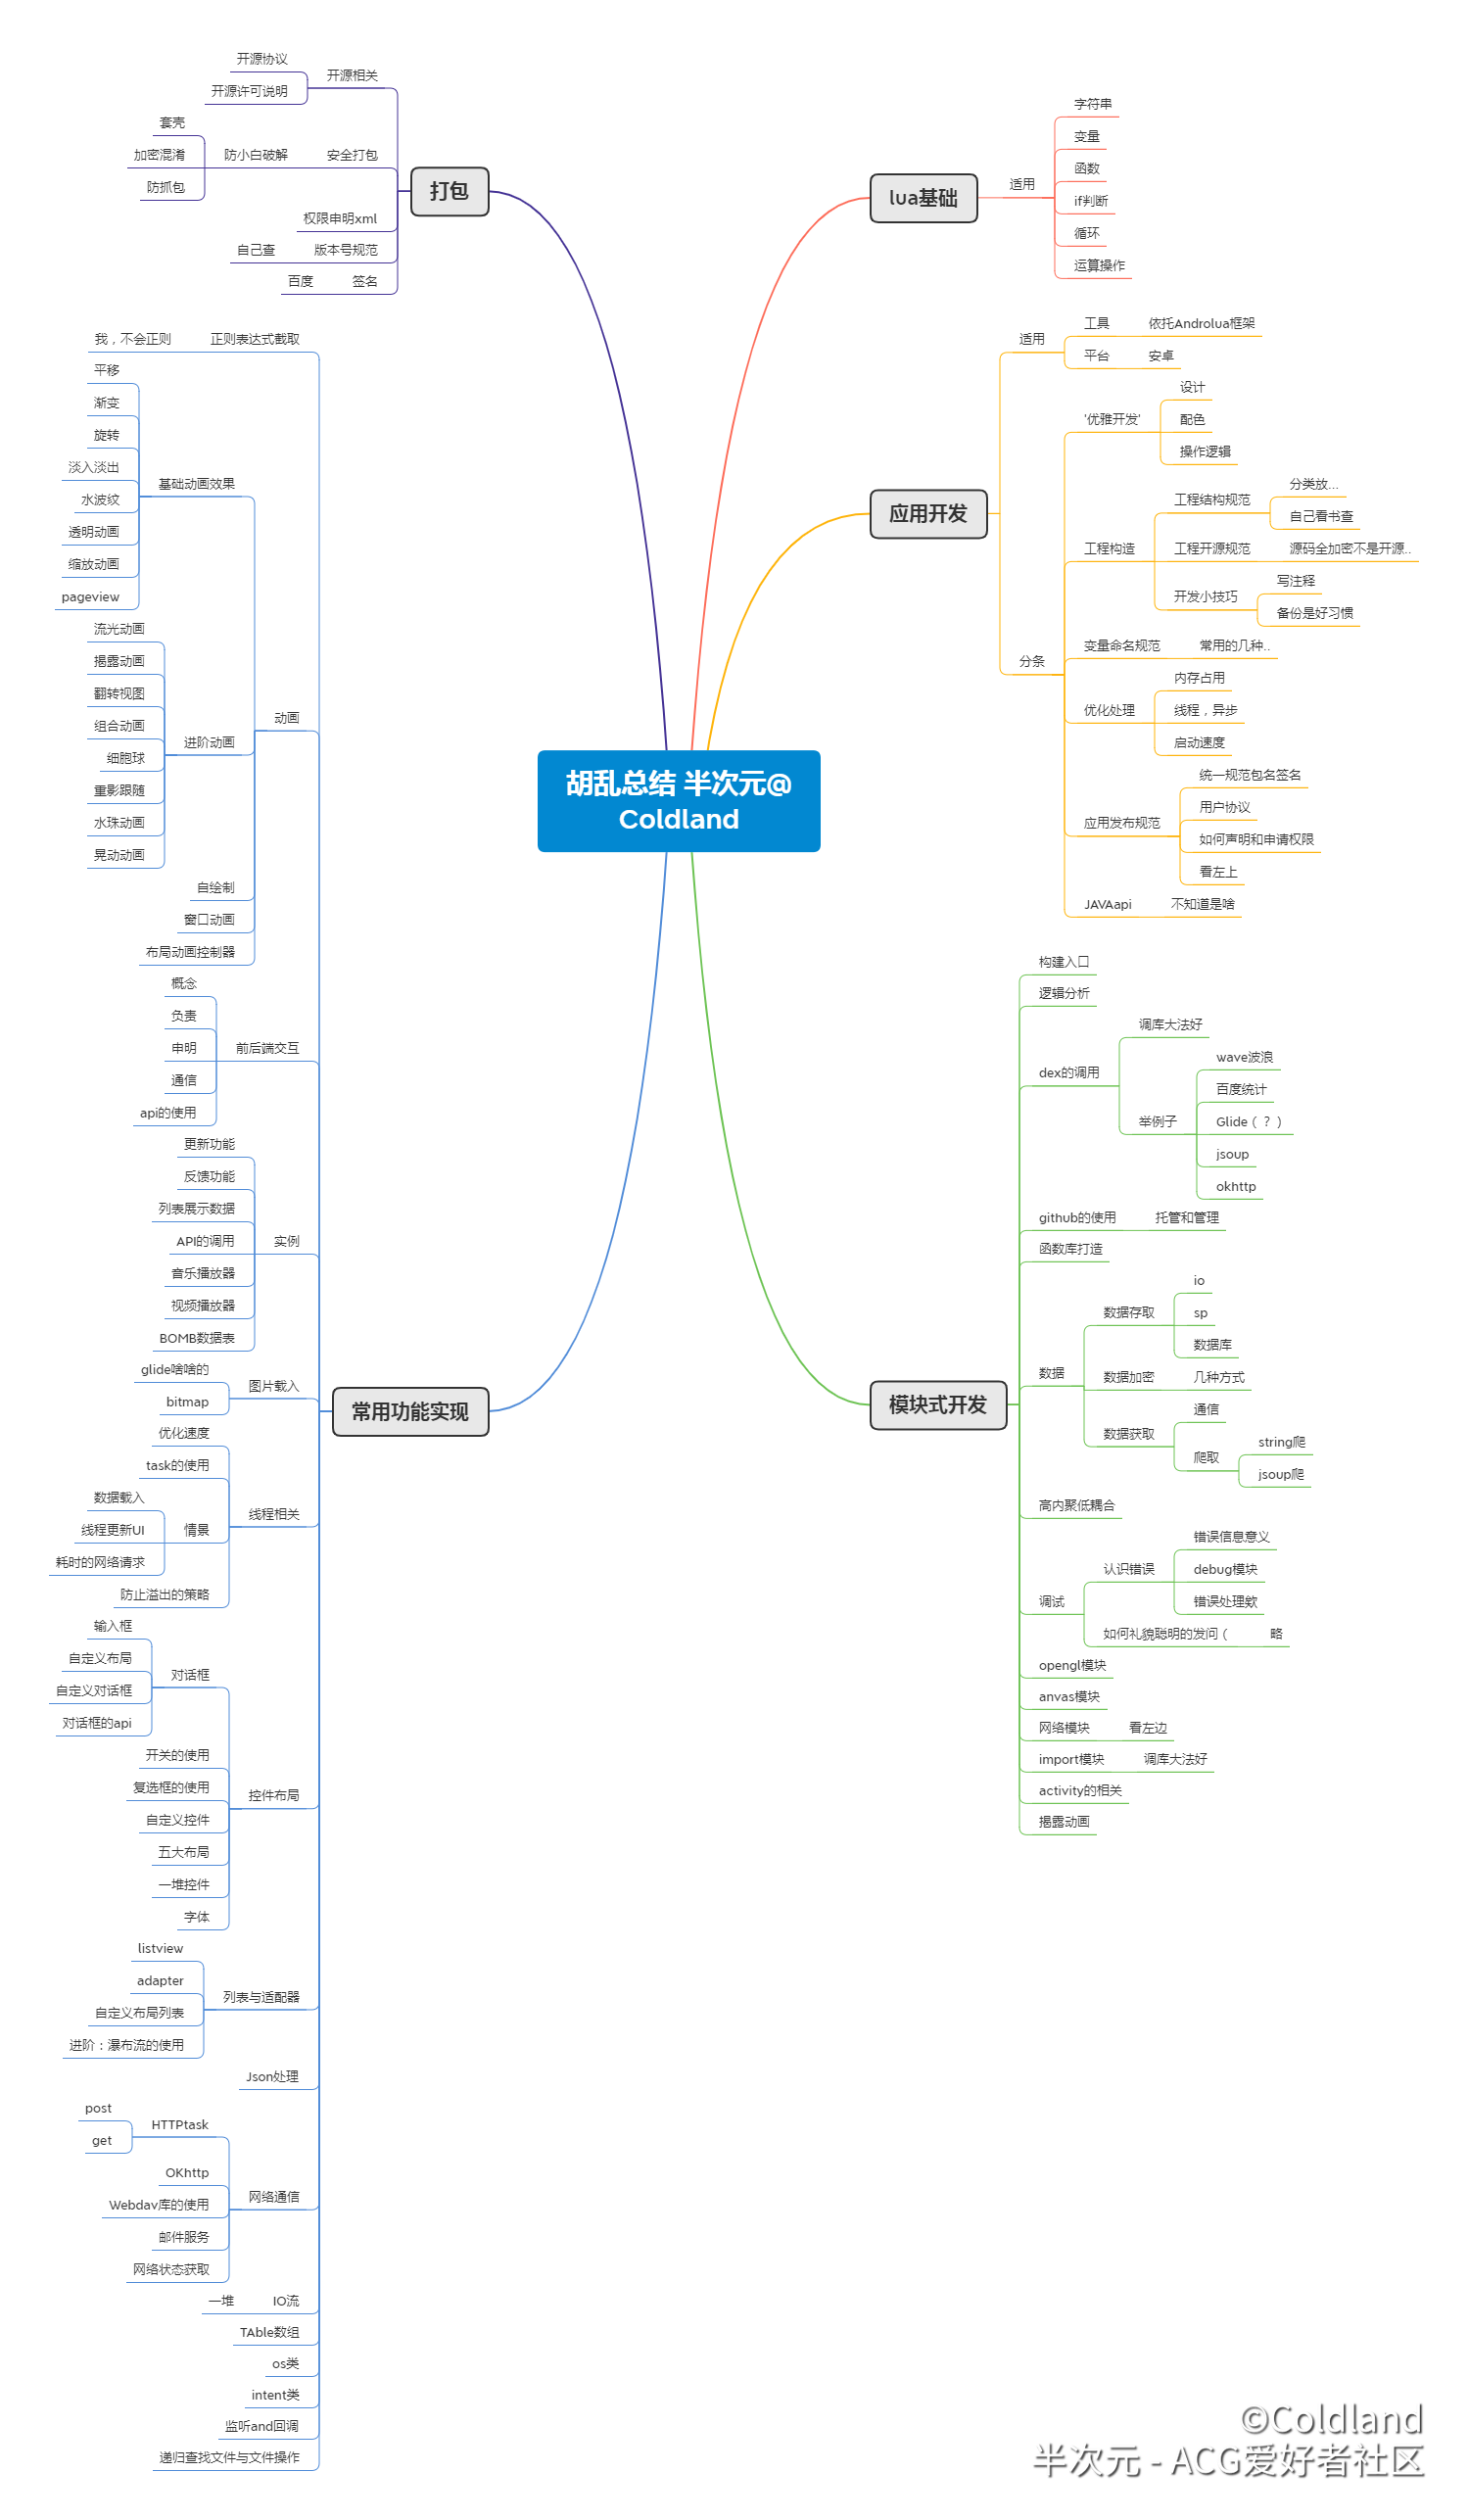 胡乱总结 半次元@
Coldland
打包
开源相关
开源协议
开源许可说明
安全打包
防小白破解
套壳
加密混淆
防抓包
权限申明xml
版本号规范
自己查
签名
百度
lua基础
适用
字符串
变量
函数
if判断
循环
运算操作
应用开发
适用
工具
依托Androlua框架
平台
安卓
分条
'优雅开发'
设计
配色
操作逻辑
工程构造
工程结构规范
分类放...
自己看书查
工程开源规范
源码全加密不是开源..
开发小技巧
写注释
备份是好习惯
变量命名规范
常用的几种..
优化处理
内存占用
线程，异步
启动速度
应用发布规范
统一规范包名签名
用户协议
如何声明和申请权限
看左上
JAVAapi
不知道是啥
模块式开发
构建入口
逻辑分析
dex的调用
调库大法好
举例子
wave波浪
百度统计
Glide（？）
jsoup
okhttp
github的使用
托管和管理
函数库打造
数据
数据存取
io
sp
数据库
数据加密
几种方式
数据获取
通信
爬取
string爬
jsoup爬
高内聚低耦合
调试
认识错误
错误信息意义
debug模块
错误处理欸
如何礼貌聪明的发问（
略
opengl模块
anvas模块
网络模块
看左边
import模块
调库大法好
activity的相关
揭露动画
常用功能实现
正则表达式截取
我，不会正则
动画
基础动画效果
平移
渐变
旋转
淡入淡出
水波纹
透明动画
缩放动画
pageview
进阶动画
流光动画
揭露动画
翻转视图
组合动画
细胞球
重影跟随
水珠动画
晃动动画
自绘制
窗口动画
布局动画控制器
前后端交互
概念
负责
申明
通信
api的使用
实例
更新功能
反馈功能
列表展示数据
API的调用
音乐播放器
视频播放器
BOMB数据表
图片载入
glide啥啥的
bitmap
线程相关
优化速度
task的使用
情景
数据载入
线程更新UI
耗时的网络请求
防止溢出的策略
控件布局
对话框
输入框
自定义布局
自定义对话框
对话框的api
开关的使用
复选框的使用
自定义控件
五大布局
一堆控件
字体
列表与适配器
listview
adapter
自定义布局列表
进阶：瀑布流的使用
Json处理
网络通信
HTTPtask
post
get
OKhttp
Webdav库的使用
邮件服务
网络状态获取
IO流
一堆
TAble数组
os类
intent类
监听and回调
递归查找文件与文件操作
©Coldland
半次元 - ACG爱好者社区